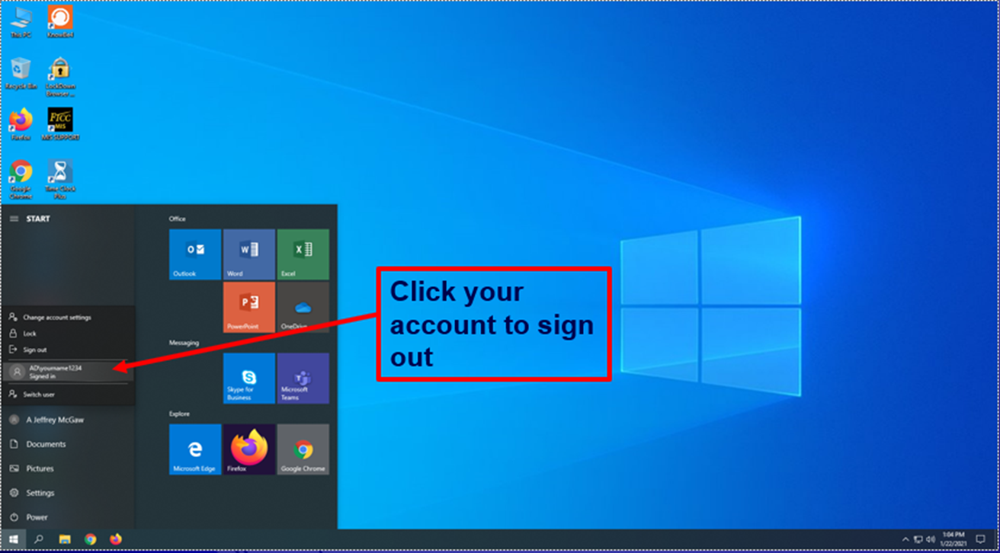 This PC
KnowBe4
Recycle Bin
LockDown
Browser ...
FTCC
MIS
Firefox
MIS SUPPORT
Google
Chrome
Time Clock
Plus
START
Office
Outlook
Word
Excel
PowerPoint
OneDrive
Change account settings
Lock
Sign out
AD\yourname1234
Signed in
Switch user
A Jeffrey McGaw
Documents
Pictures
Settings
Power
Messaging
Skype for
Business
Microsoft
Teams
Explore
Microsoft Edge
Firefox
Google Chrome
Click your
account to sign
out
1:04 PM
1/22/2021